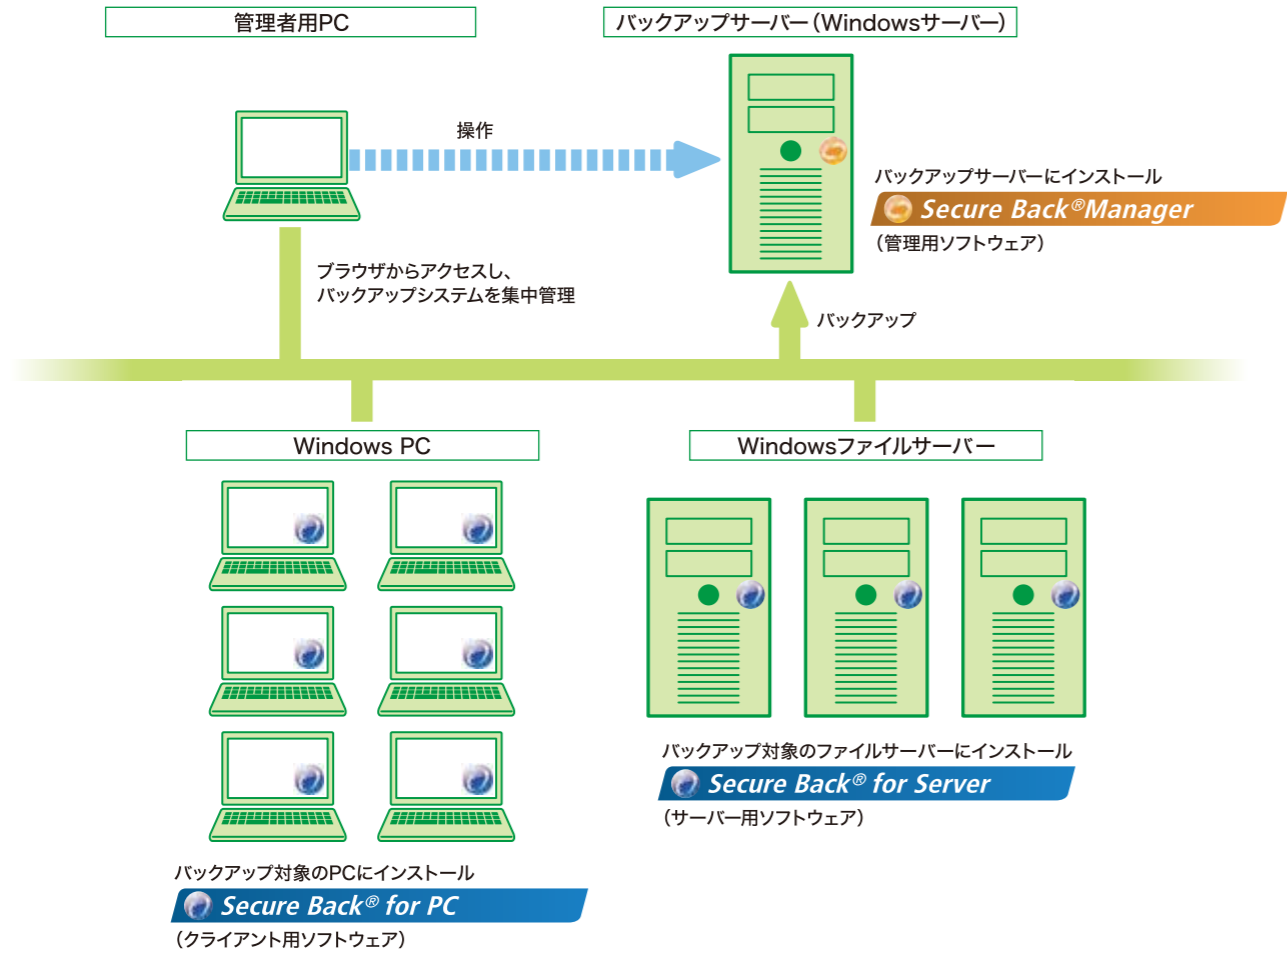 管理者用PC
バックアップサーバー（Windowsサーバー）
操作
バックアップサーバーにインストール
Secure Back®Manager
（管理用ソフトウェア）
ブラウザからアクセスし、
バックアップシステムを集中管理
バックアップ
Windows PC
Windowsファイルサーバー
バックアップ対象のファイルサーバーにインストール
Secure Back® for Server
（サーバー用ソフトウェア）
バックアップ対象のPCにインストール
Secure Back® for PC
（クライアント用ソフトウェア）